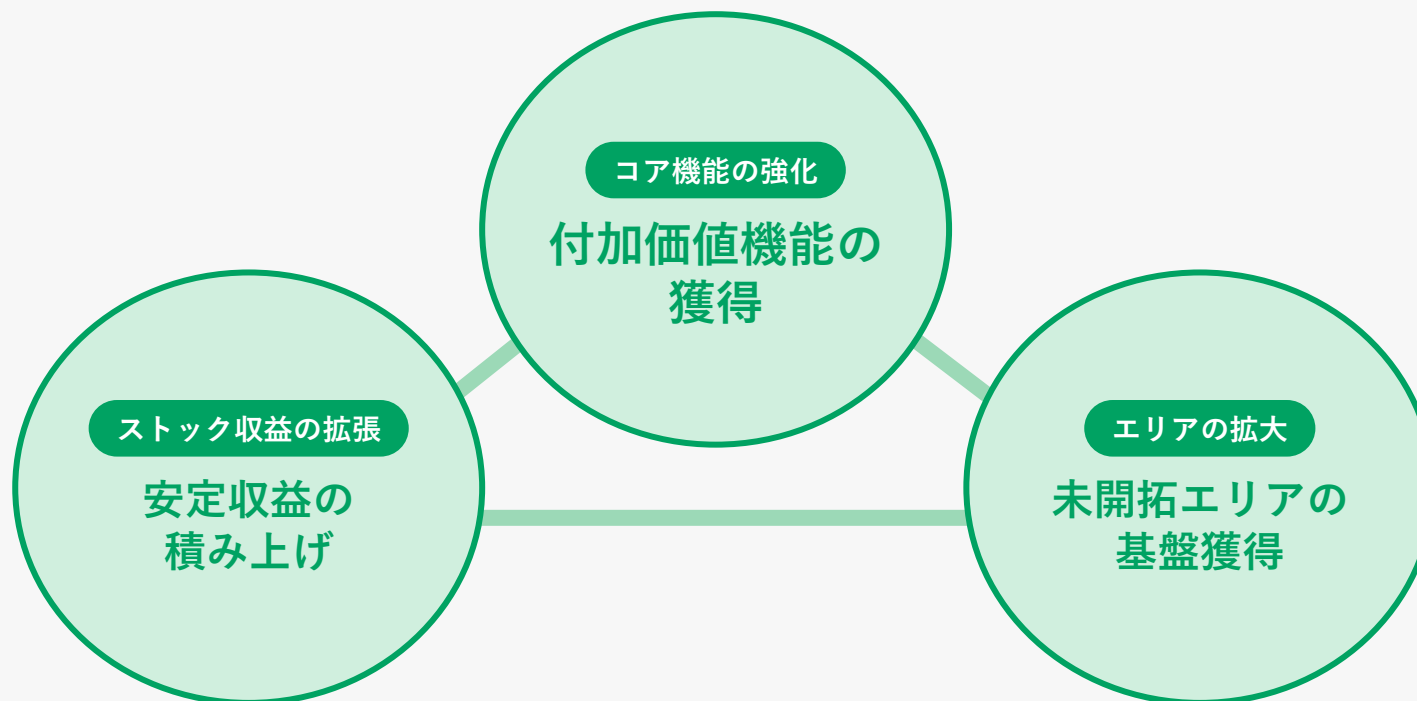 コア機能の強化
付加価値機能の
獲得
ストック収益の拡張
安定収益の
積み上げ
エリアの拡大
未開拓エリアの
基盤獲得